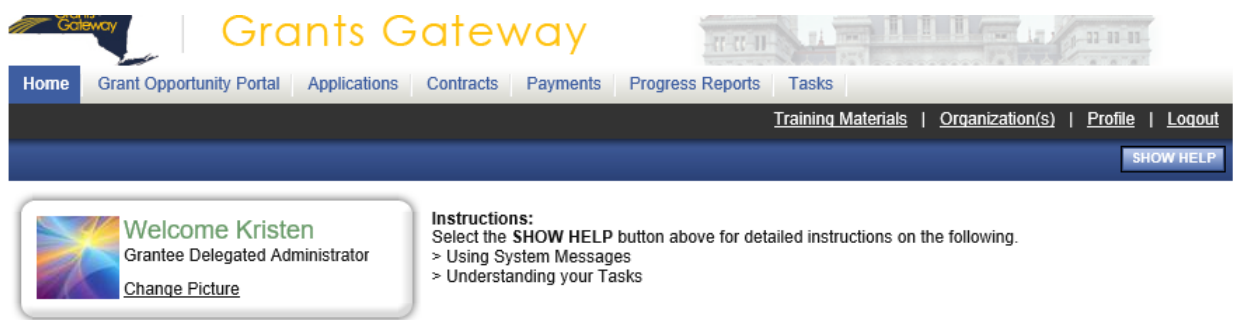 Grants
Gateway
Grants Gateway
Home Grant Opportunity Portal Applications Contracts Payments Progress Reports Tasks
Training Materials | Organization(s) | Profile | Logout
SHOW HELP
Welcome Kristen
Grantee Delegated Administrator
Change Picture
Instructions:
Select the SHOW HELP button above for detailed instructions on the following.
> Using System Messages
> Understanding your Tasks